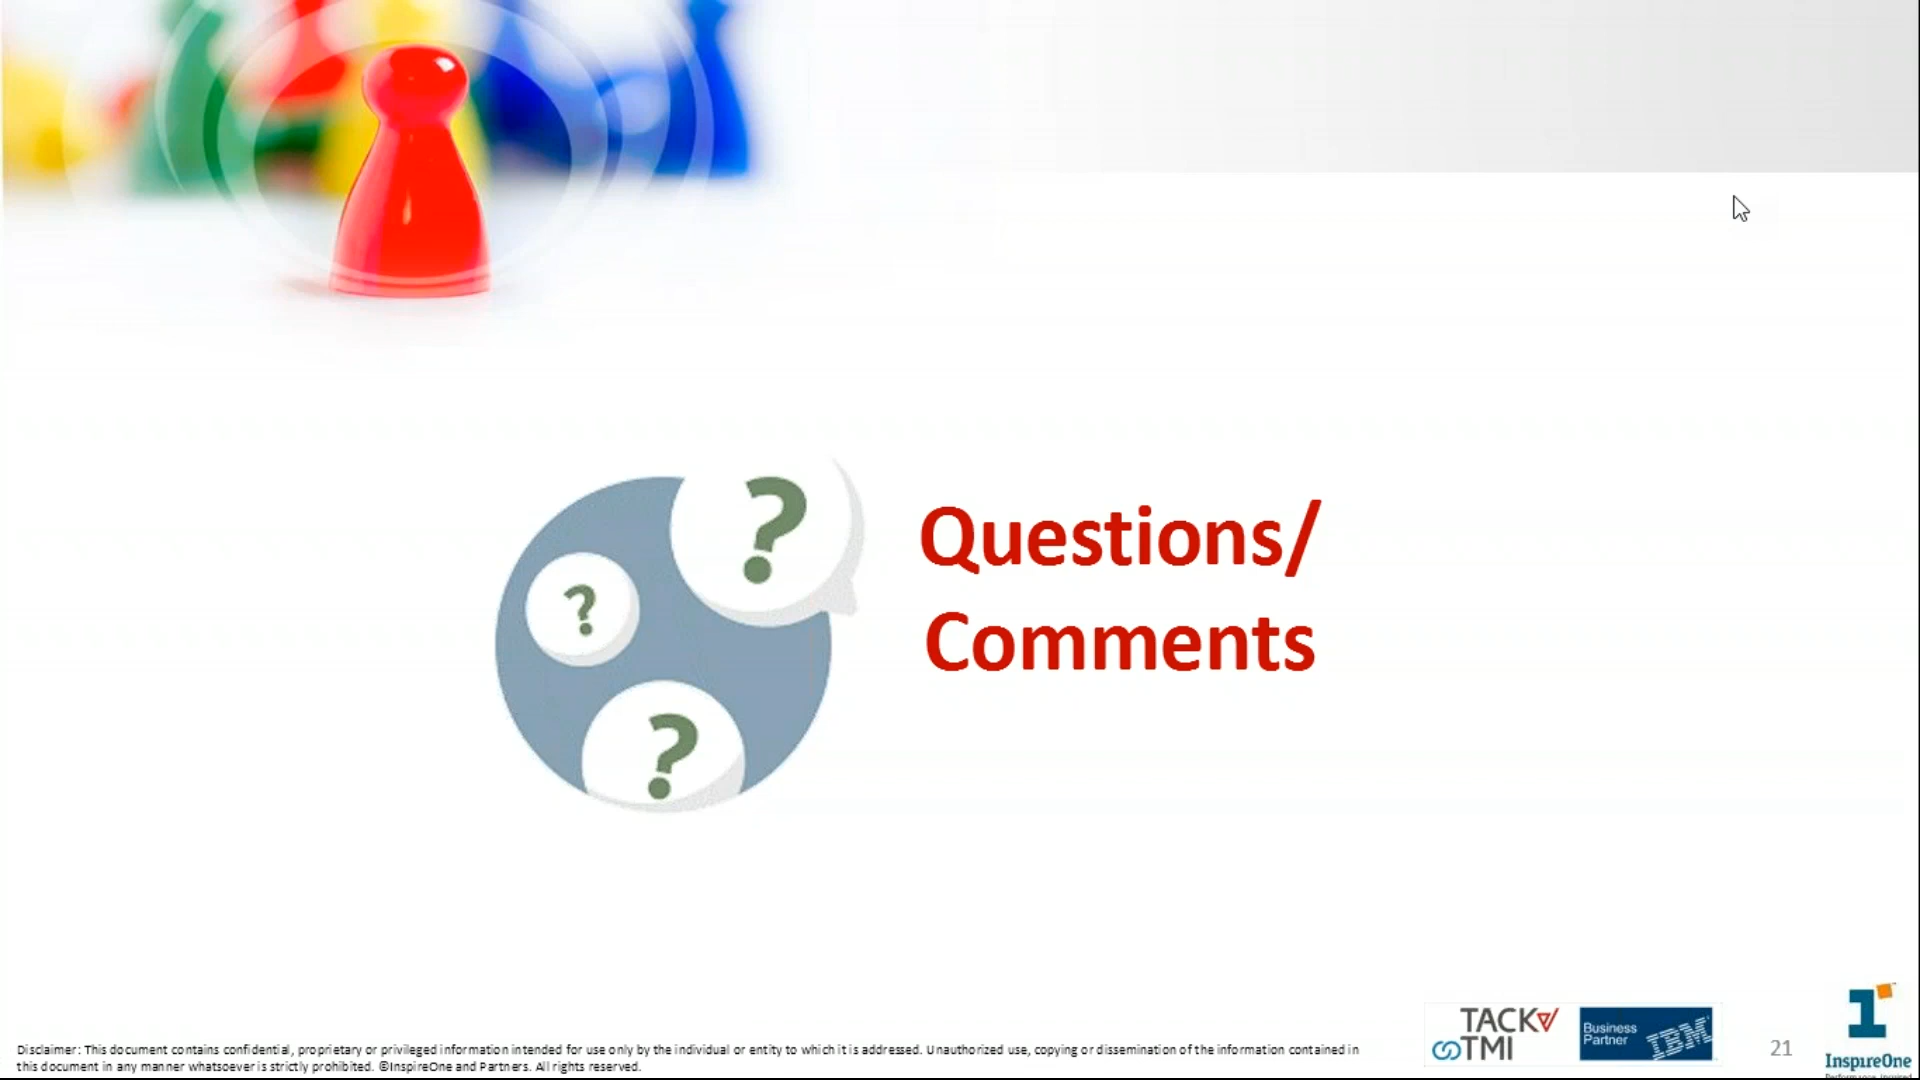 ?
?
?
Questions/
Comments
TACK
TMI
Business
Partner
IBM
21
InspireOne
Disclaimer: This document contains confidential, proprietary or privileged information intended for use only by the individual or entity to which it is addressed. Unauthorized use, copying or dissemination of the information contained in
this document in any manner whatsoever is strictly prohibited. ©InspireOne and Partners. All rights reserved.